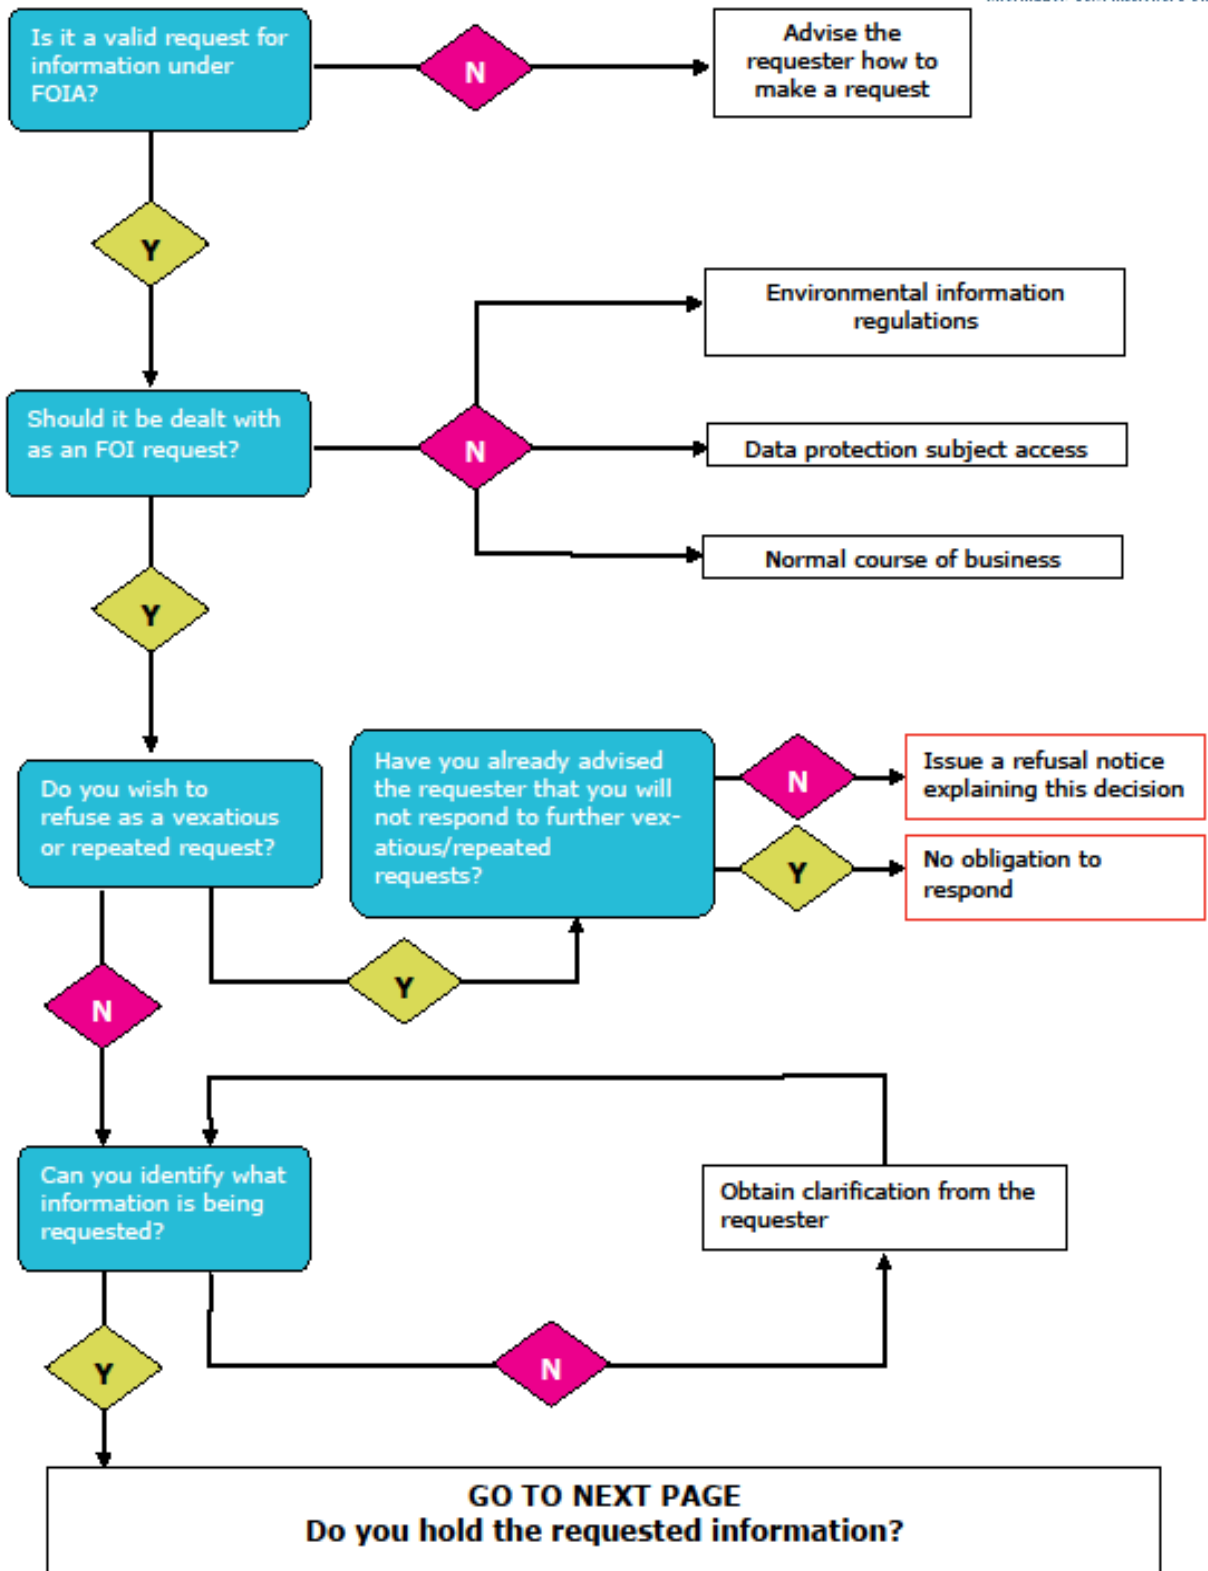 Is it a valid request for
information under
FOIA?
N
Advise the
requester how to
make a request
Y
Environmental information
regulations
Should it be dealt with
as an FOI request?
N
Data protection subject access
Normal course of business
Y
Do you wish to
refuse as a vexatious
or repeated request?
Have you already advised
the requester that you will
not respond to further vex-
atious/repeated
requests?
N
Issue a refusal notice
explaining this decision
Y
No obligation to
respond
Y
N
Can you identify what
information is being
requested?
Obtain clarification from the
requester
N
Y
GO TO NEXT PAGE
Do you hold the requested information?